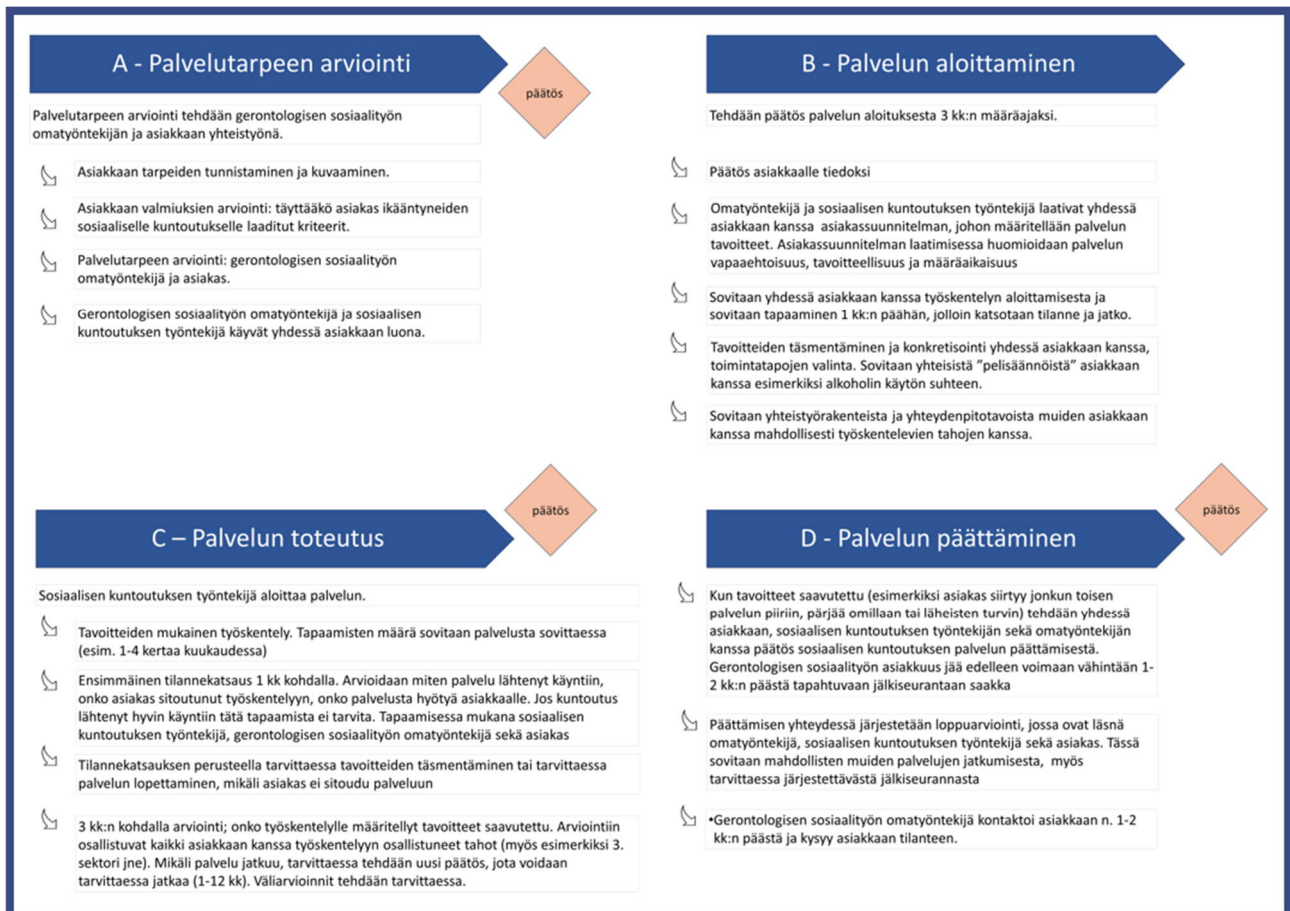 A - Palvelutarpeen arviointi
päätös
Palvelutarpeen arviointi tehdään gerontologisen sosiaalityön
omatyöntekijän ja asiakkaan yhteistyönä.
Asiakkaan tarpeiden tunnistaminen ja kuvaaminen.
Asiakkaan valmiuksien arviointi: täyttääkö asiakas ikääntyneiden
sosiaaliselle kuntoutukselle laaditut kriteerit.
Palvelutarpeen arviointi: gerontologisen sosiaalityön
omatyöntekijä ja asiakas.
Gerontologisen sosiaalityön omatyöntekijä ja sosiaalisen
kuntoutuksen työntekijä käyvät yhdessä asiakkaan luona.
B - Palvelun aloittaminen
Tehdään päätös palvelun aloituksesta 3 kk:n määräajaksi.
Päätös asiakkaalle tiedoksi
Omatyöntekijä ja sosiaalisen kuntoutuksen työntekijä laativat yhdessä
asiakkaan kanssa asiakassuunnitelman, johon määritellään palvelun
tavoitteet. Asiakassuunnitelman laatimisessa huomioidaan palvelun
vapaaehtoisuus, tavoitteellisuus ja määräaikaisuus
Sovitaan yhdessä asiakkaan kanssa työskentelyn aloittamisesta ja
sovitaan tapaaminen 1 kk:n päähän, jolloin katsotaan tilanne ja jatko.
Tavoitteiden täsmentäminen ja konkretisointi yhdessä asiakkaan kanssa,
toimintatapojen valinta. Sovitaan yhteisistä ”pelisäännöistä” asiakkaan
kanssa esimerkiksi alkoholin käytön suhteen.
Sovitaan yhteistyörakenteista ja yhteydenpitotavoista muiden asiakkaan
kanssa mahdollisesti työskentelevien tahojen kanssa.
C – Palvelun toteutus
päätös
Sosiaalisen kuntoutuksen työntekijä aloittaa palvelun.
Tavoitteiden mukainen työskentely. Tapaamisten määrä sovitaan palvelusta sovittaessa
(esim. 1-4 kertaa kuukaudessa)
Ensimmäinen tilannekatsaus 1 kk kohdalla. Arvioidaan miten palvelu lähtenyt käyntiin,
onko asiakas sitoutunut työskentelyyn, onko palvelusta hyötyä asiakkaalle. Jos kuntoutus
lähtenyt hyvin käyntiin tätä tapaamista ei tarvita. Tapaamisessa mukana sosiaalisen
kuntoutuksen työntekijä, gerontologisen sosiaalityön omatyöntekijä sekä asiakas
Tilannekatsauksen perusteella tarvittaessa tavoitteiden täsmentäminen tai tarvittaessa
palvelun lopettaminen, mikäli asiakas ei sitoudu palveluun
3 kk:n kohdalla arviointi; onko työskentelylle määritellyt tavoitteet saavutettu. Arviointiin
osallistuvat kaikki asiakkaan kanssa työskentelyyn osallistuneet tahot (myös esimerkiksi 3.
sektori jne). Mikäli palvelu jatkuu, tarvittaessa tehdään uusi päätös, jota voidaan
tarvittaessa jatkaa (1-12 kk). Väliarvioinnit tehdään tarvittaessa.
D - Palvelun päättäminen
päätös
Kun tavoitteet saavutettu (esimerkiksi asiakas siirtyy jonkun toisen
palvelun piiriin, pärjää omillaan tai läheisten turvin) tehdään yhdessä
asiakkaan, sosiaalisen kuntoutuksen työntekijän sekä omatyöntekijän
kanssa päätös sosiaalisen kuntoutuksen palvelun päättämisestä.
Gerontologisen sosiaalityön asiakkuus jää edelleen voimaan vähintään 1-
2 kk:n päästä tapahtuvaan jälkiseurantaan saakka
Päättämisen yhteydessä järjestetään loppuarviointi, jossa ovat läsnä
omatyöntekijä, sosiaalisen kuntoutuksen työntekijä sekä asiakas. Tässä
sovitaan mahdollisten muiden palvelujen jatkumisesta, myös
tarvittaessa järjestettävästä jälkiseurannasta
•Gerontologisen sosiaalityön omatyöntekijä kontaktoi asiakkaan n. 1-2
kk:n päästä ja kysyy asiakkaan tilanteen.